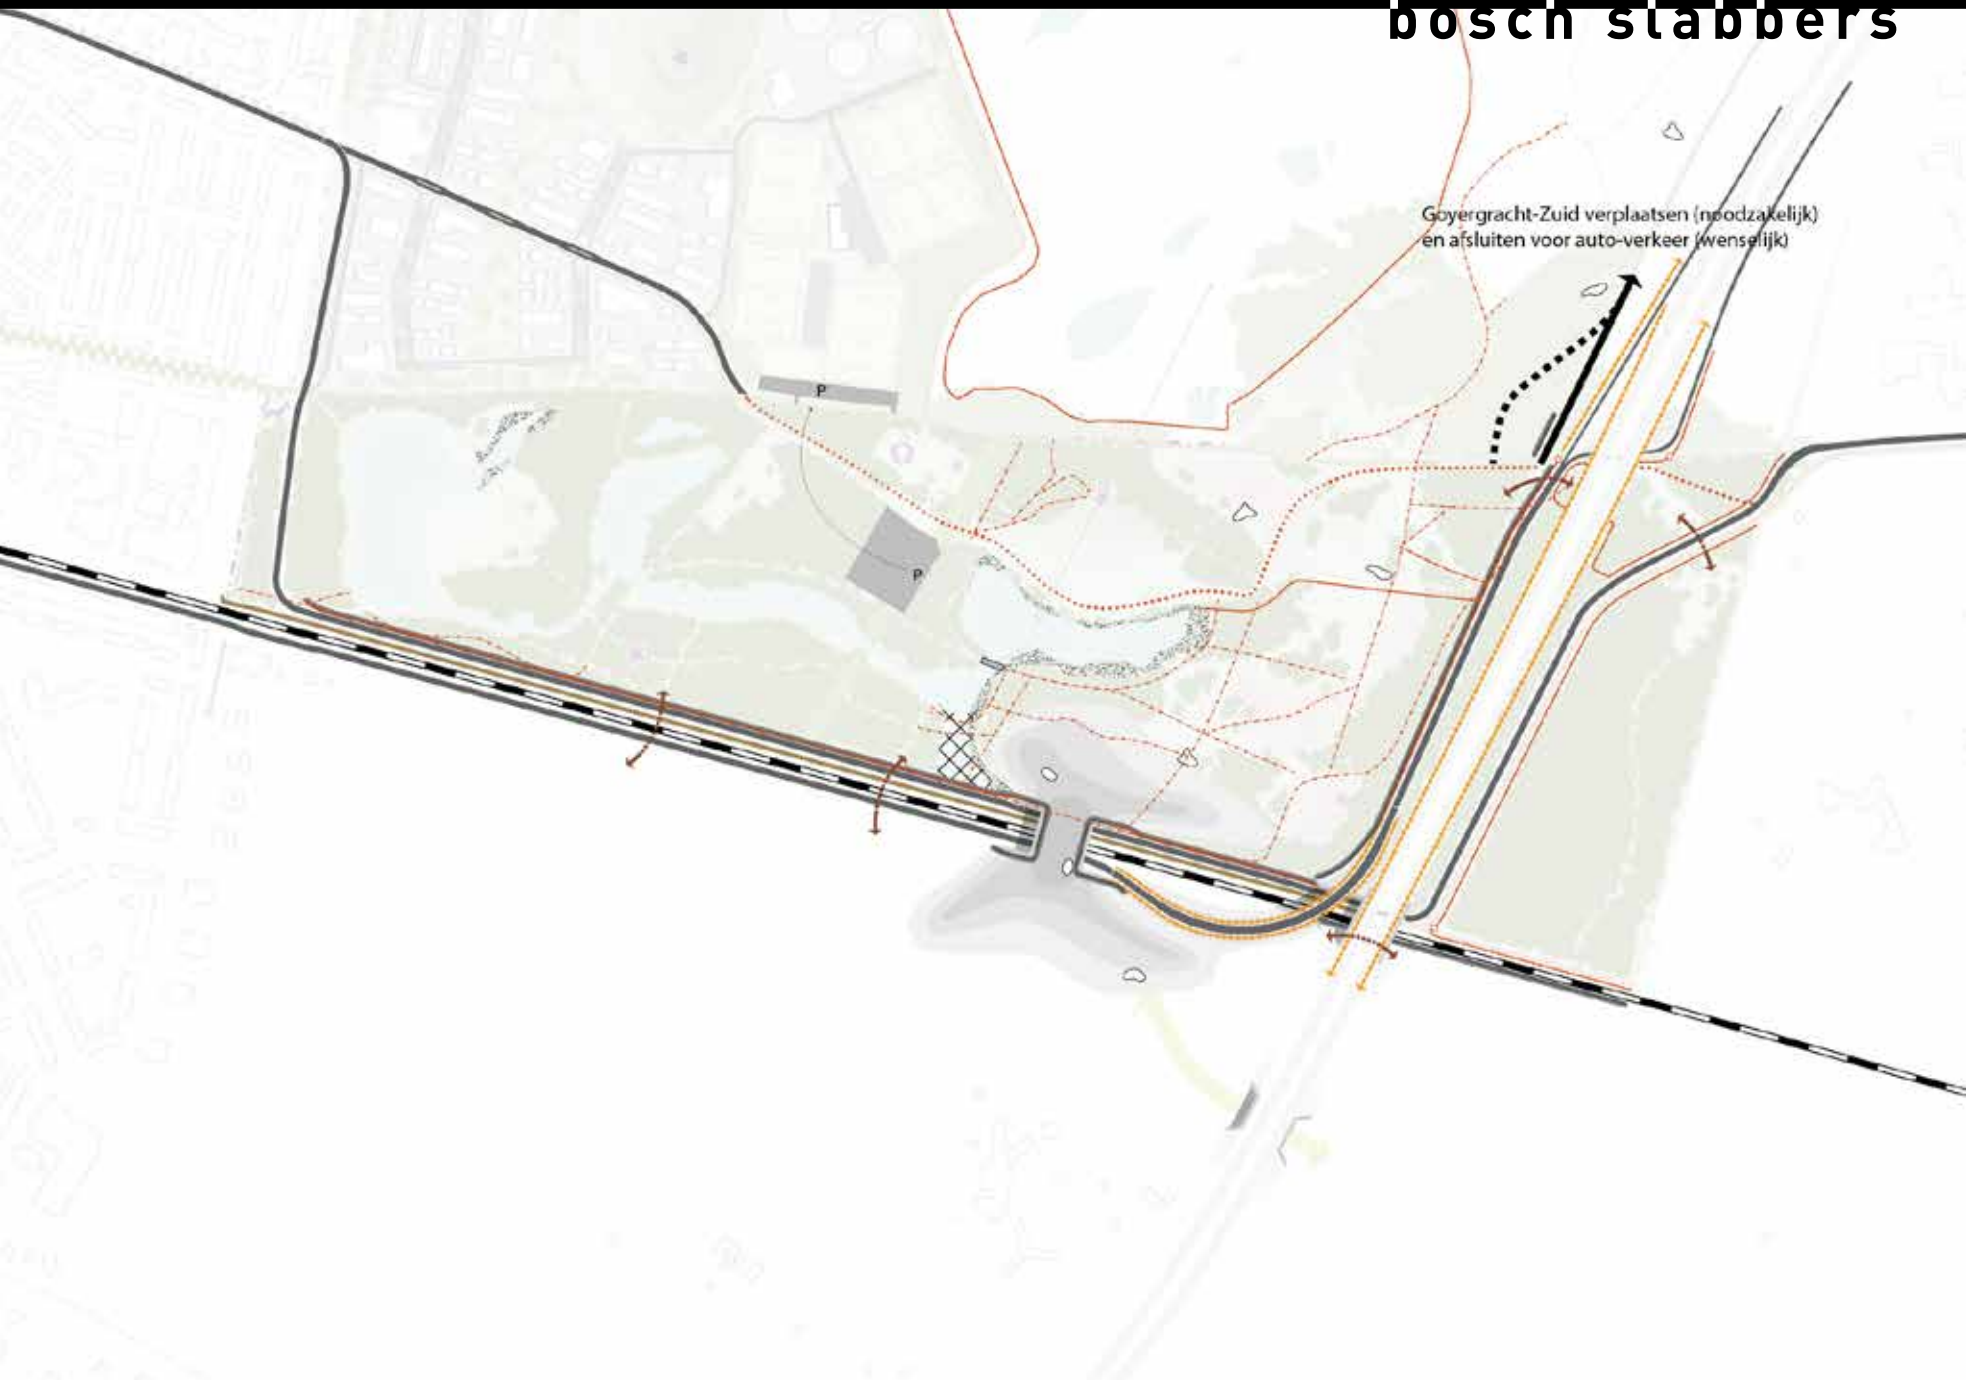 bosch slabbers
Goyergracht-Zuid verplaatsen (noodzakelijk)
en afsluiten voor auto-verkeer (wenselijk)
P
P